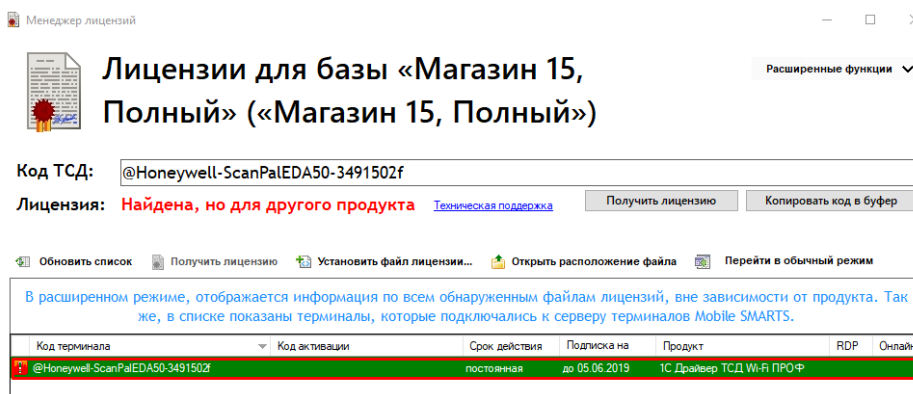 Менеджер лицензий
Лицензии для базы «Магазин 15,
Полный» («Магазин 15, Полный»)
Расширенные функции
Код ТСД: @Honeywell-ScanPalEDA50-3491502f
Лицензия: Найдена, но для другого продукта Техническая поддержка Получить лицензию Копировать код в буфер
Обновить список Получить лицензию Установить файл лицензии... Открыть расположение файла Перейти в обычный режим
В расширенном режиме, отображается информация по всем обнаруженным файлам лицензий, вне зависимости от продукта. Так
же, в списке показаны терминалы, которые подключались к серверу терминалов Mobile SMARTS.
Код терминала Код активации Срок действия Подписка на Продукт RDP Онлайн
@Honeywell-ScanPalEDA50-3491502f постоянная до 05.06.2019 1С Драйвер ТСД Wi-Fi ПРОФ